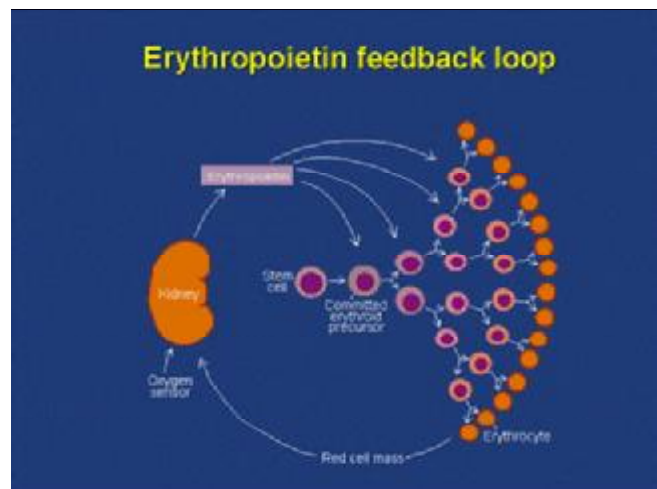 Erythropoietin feedback loop
Erythropoietin
Stem
cell
Kidney
Committed
erythroid
precursor
Oxygen
sensor
Erythrocyte
Red cell mass